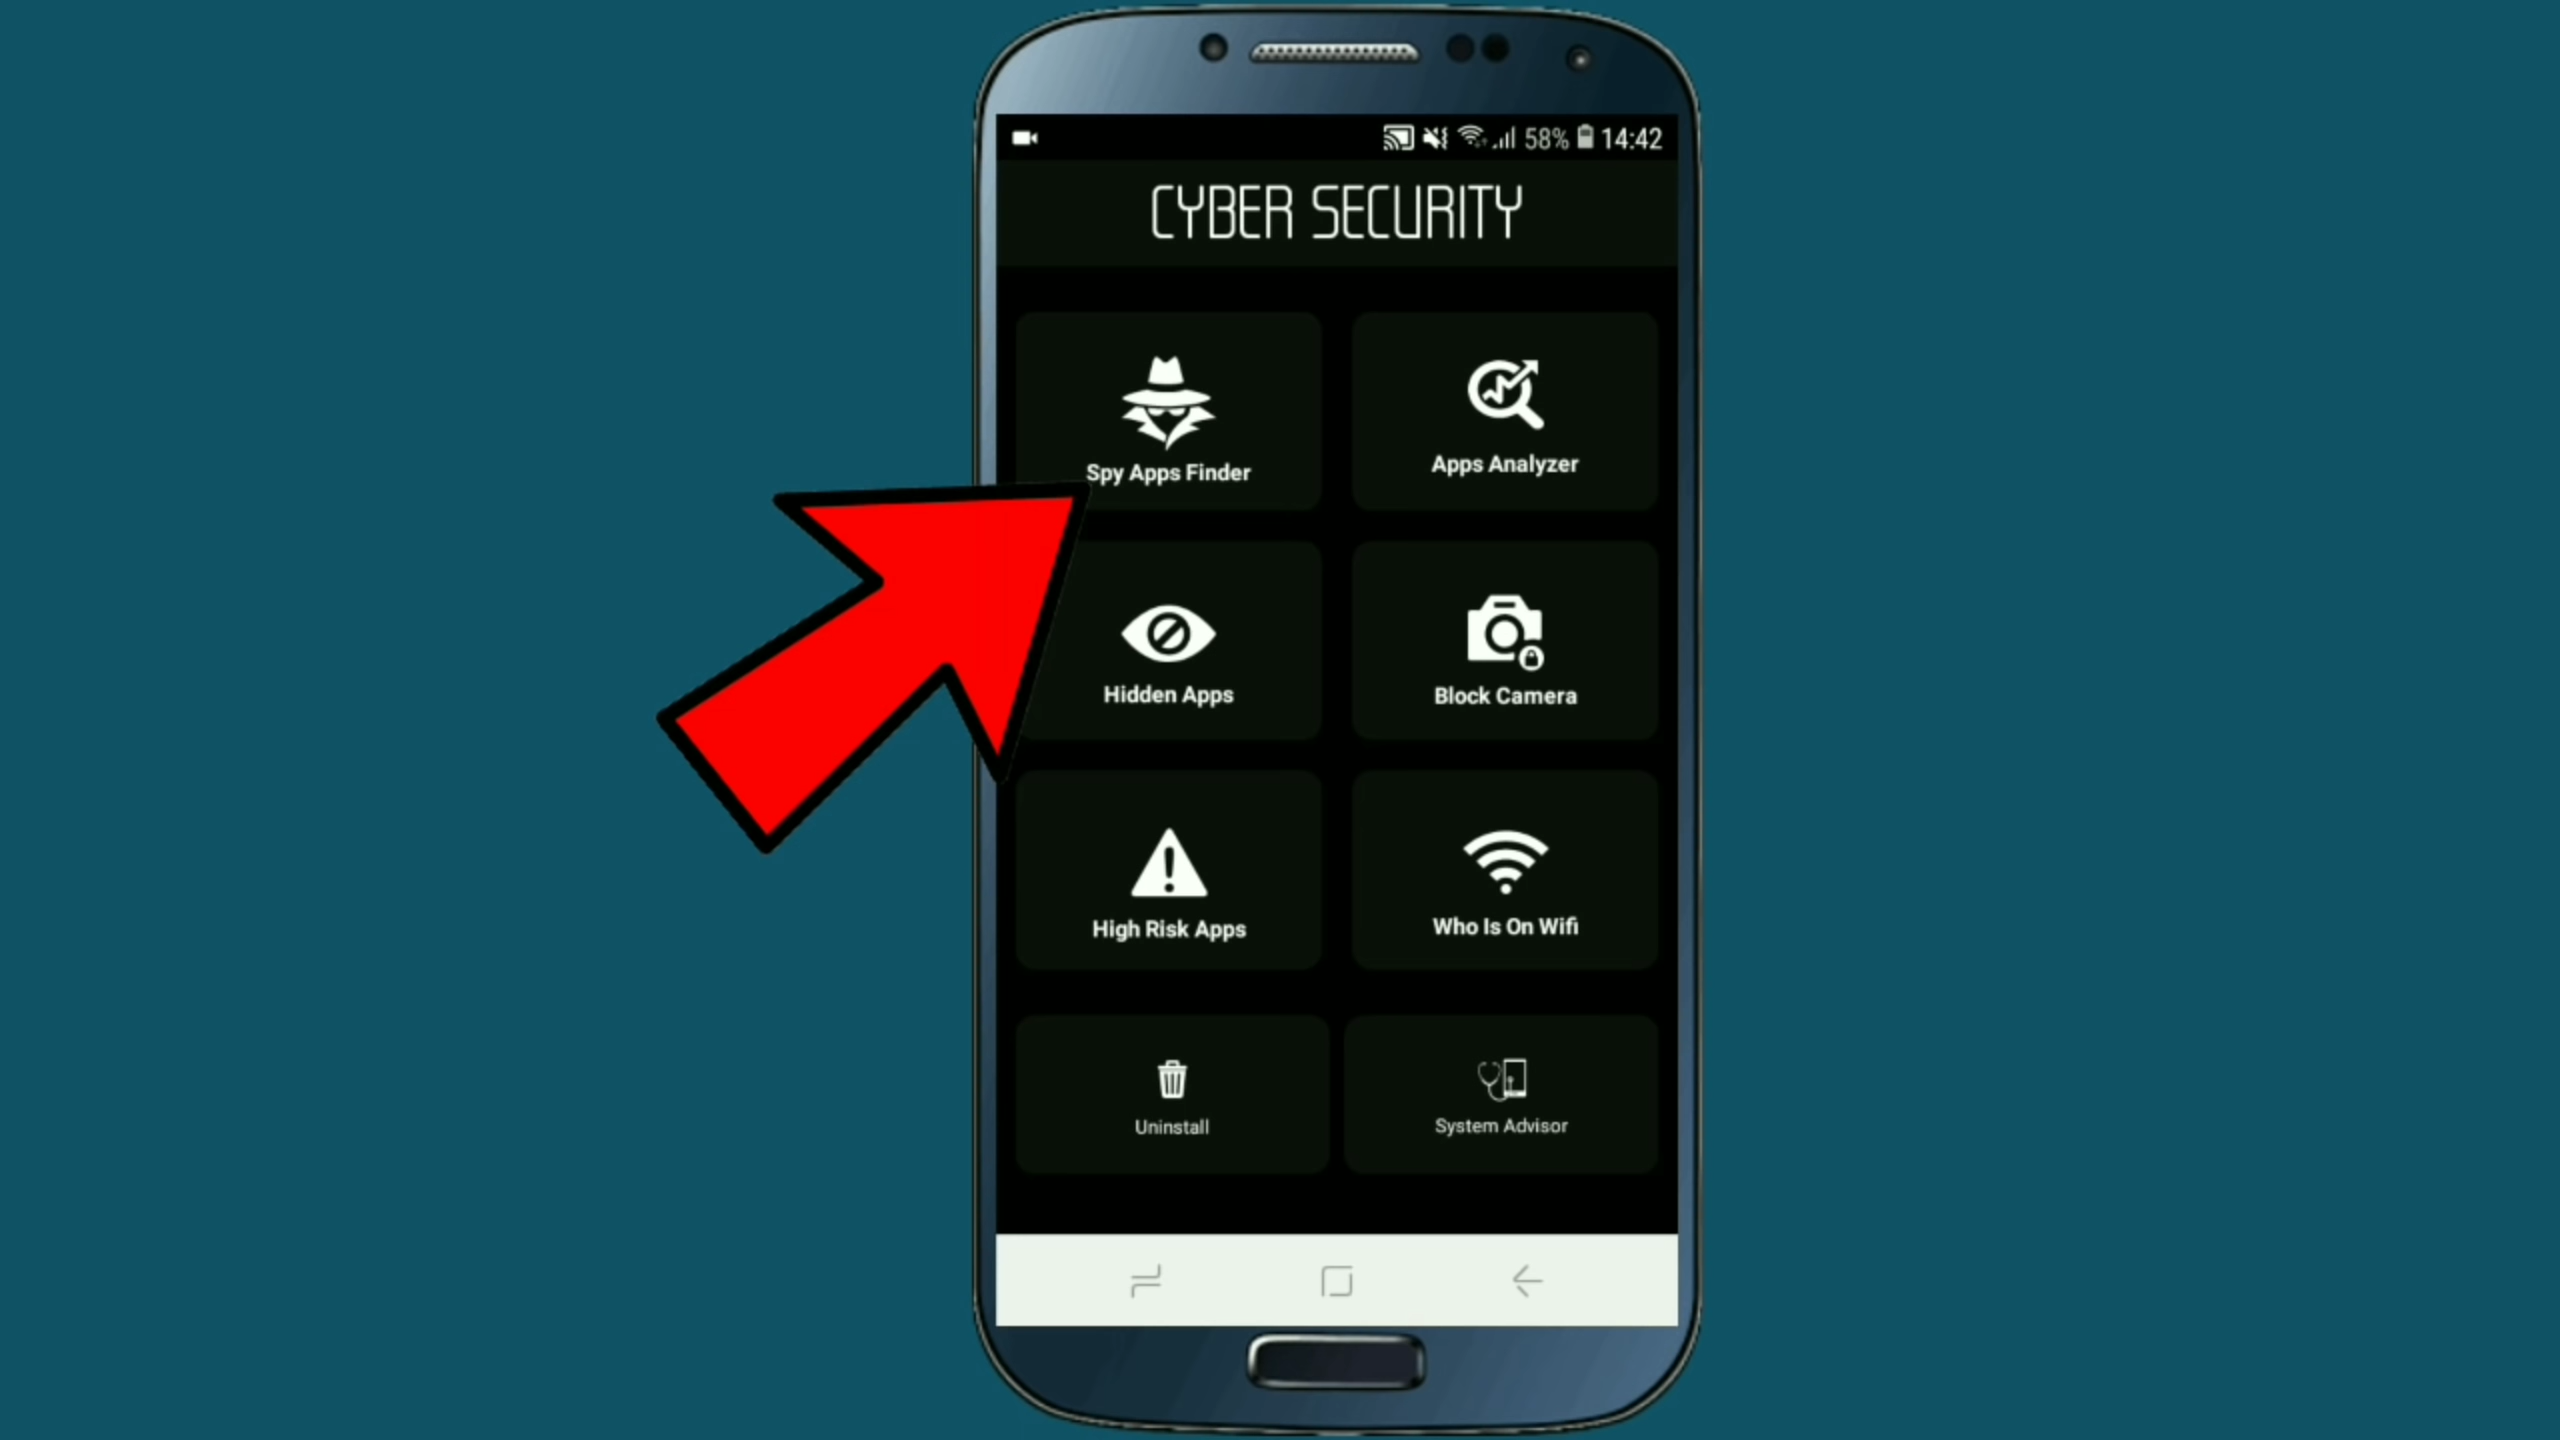 58% 14:42
CYBER SECURITY
Spy Apps Finder
Apps Analyzer
Hidden Apps
Block Camera
High Risk Apps
Who Is On Wifi
Uninstall
System Advisor